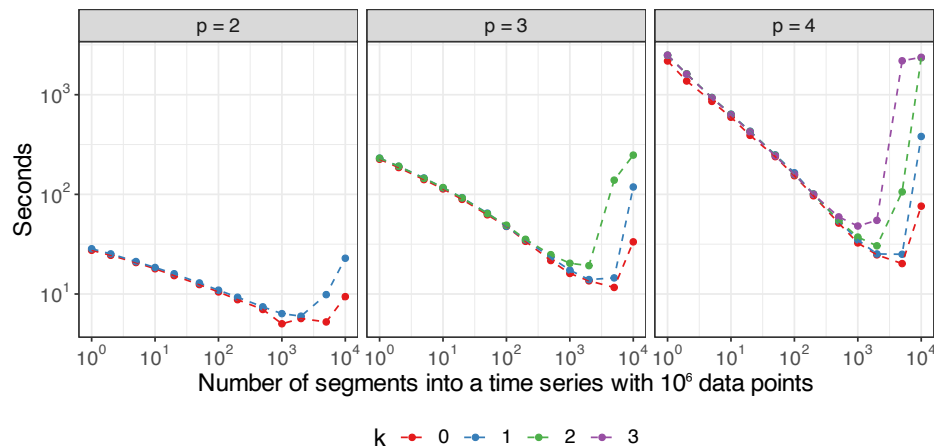 p = 2 p = 3 p = 4
Seconds
10³
10²
10¹
10⁰ 10¹ 10² 10³ 10⁴ 10⁰ 10¹ 10² 10³ 10⁴ 10⁰ 10¹ 10² 10³ 10⁴
Number of segments into a time series with 10⁶ data points
k 0 1 2 3